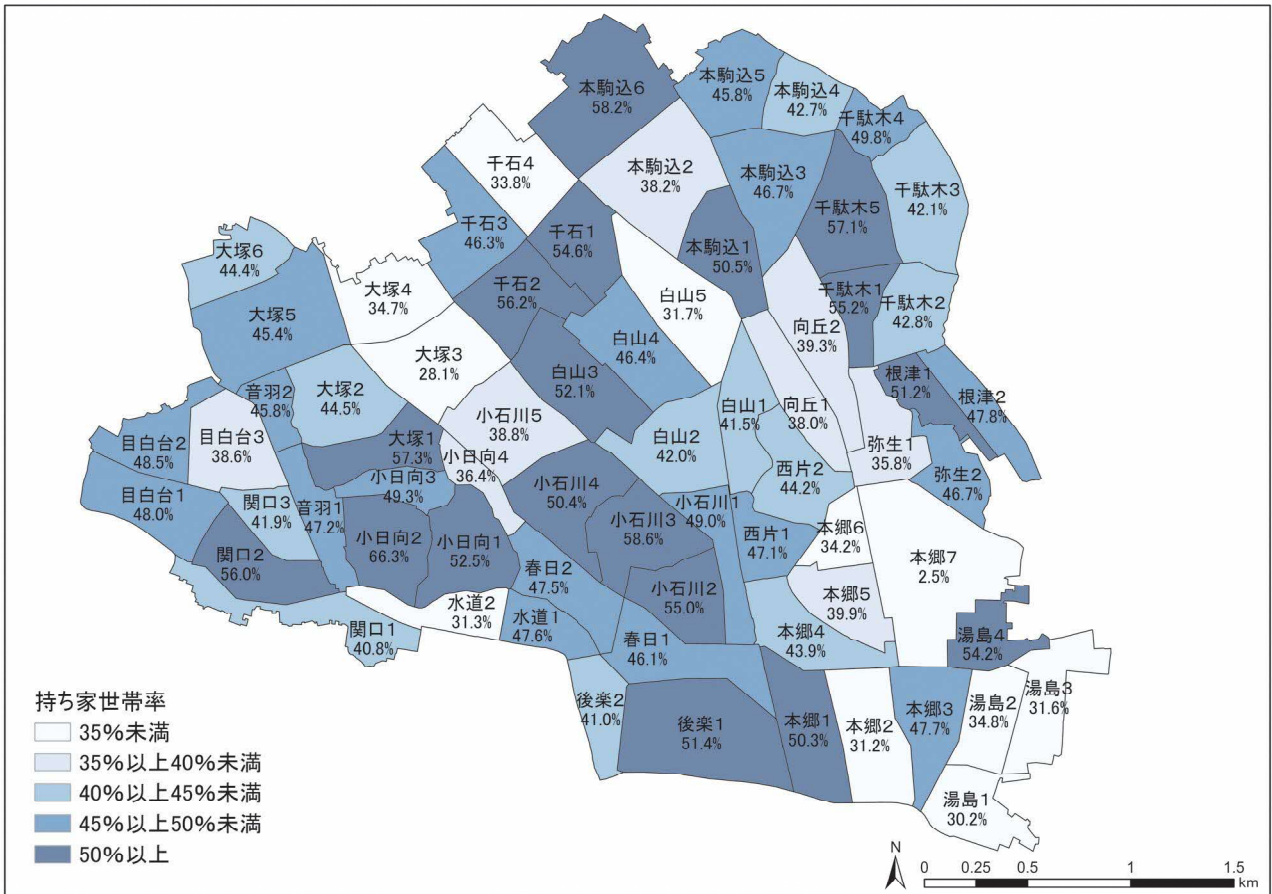 本駒込6
58.2%
本駒込5
45.8%
本駒込4
42.7%
千駄木4
49.8%
千石4
33.8%
本駒込2
38.2%
本駒込3
46.7%
千駄木3
42.1%
千駄木5
57.1%
千石3
46.3%
千石1
54.6%
本駒込1
50.5%
大塚6
44.4%
大塚4
34.7%
千石2
56.2%
白山5
31.7%
千駄木1
55.2%
千駄木2
42.8%
大塚5
45.4%
白山4
46.4%
向丘2
39.3%
大塚3
28.1%
白山3
52.1%
根津1
51.2%
根津2
47.8%
音羽2
45.8%
大塚2
44.5%
小石川5
38.8%
白山1
41.5%
向丘1
38.0%
目白台2
48.5%
目白台3
38.6%
大塚1
57.3%
小日向4
36.4%
白山2
42.0%
弥生1
35.8%
西片2
44.2%
弥生2
46.7%
目白台1
48.0%
関口3
41.9%
音羽1
47.2%
小日向3
49.3%
小石川4
50.4%
小石川1
49.0%
小石川3
58.6%
西片1
47.1%
本郷6
34.2%
本郷7
2.5%
関口2
56.0%
小日向2
66.3%
小日向1
52.5%
春日2
47.5%
小石川2
55.0%
本郷5
39.9%
水道2
31.3%
水道1
47.6%
関口1
40.8%
春日1
46.1%
本郷4
43.9%
湯島4
54.2%
後楽2
41.0%
後楽1
51.4%
本郷1
50.3%
本郷2
31.2%
本郷3
47.7%
湯島2
34.8%
湯島3
31.6%
湯島1
30.2%
持ち家世帯率
35%未満
35%以上40%未満
40%以上45%未満
45%以上50%未満
50%以上
N
0 0.25 0.5 1 1.5
km